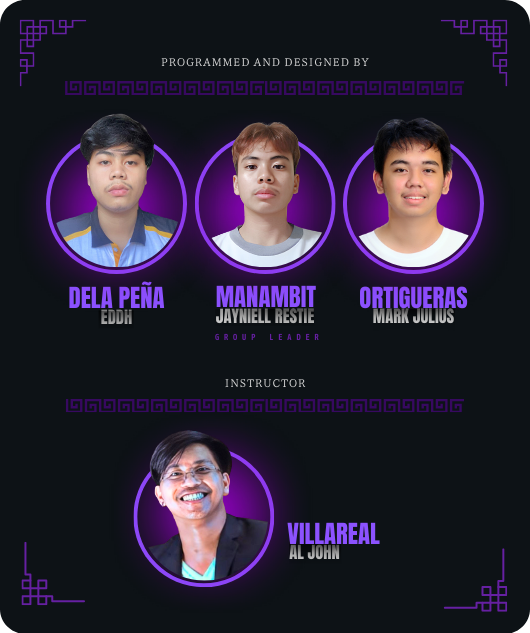 PROGRAMMED AND DESIGNED BY
DELA PEÑA
EDDH
MANAMBIT
JAYNIELL RESTIE
GROUP LEADER
ORTIGUERAS
MARK JULIUS
INSTRUCTOR
VILLAREAL
AL JOHN